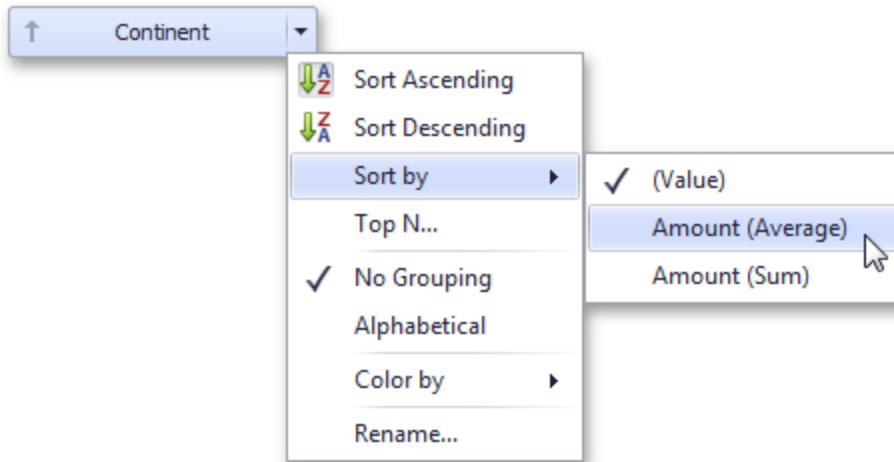 Continent
Sort Ascending
Sort Descending
Sort by
(Value)
Amount (Average)
Amount (Sum)
Top N...
No Grouping
Alphabetical
Color by
Rename...